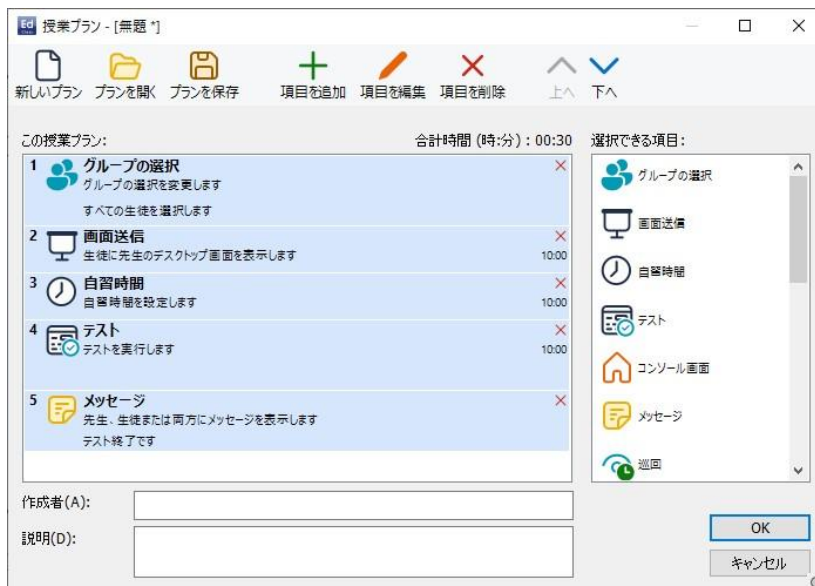 Ed
授業プラン - [無題 *]
新しいプラン プランを開く プランを保存 項目を追加 項目を編集 項目を削除 上へ 下へ
この授業プラン: 合計時間 (時:分) : 00:30 選択できる項目:
1 グループの選択
グループの選択を変更します
すべての生徒を選択します
2 画面送信
生徒に先生のデスクトップ画面を表示します 10:00
3 自習時間
自習時間を設定します 10:00
4 テスト
テストを実行します 10:00
5 メッセージ
先生、生徒または両方にメッセージを表示します
テスト終了です
グループの選択
画面送信
自習時間
テスト
コンソール画面
メッセージ
巡回
作成者(A):
説明(D):
OK
キャンセル